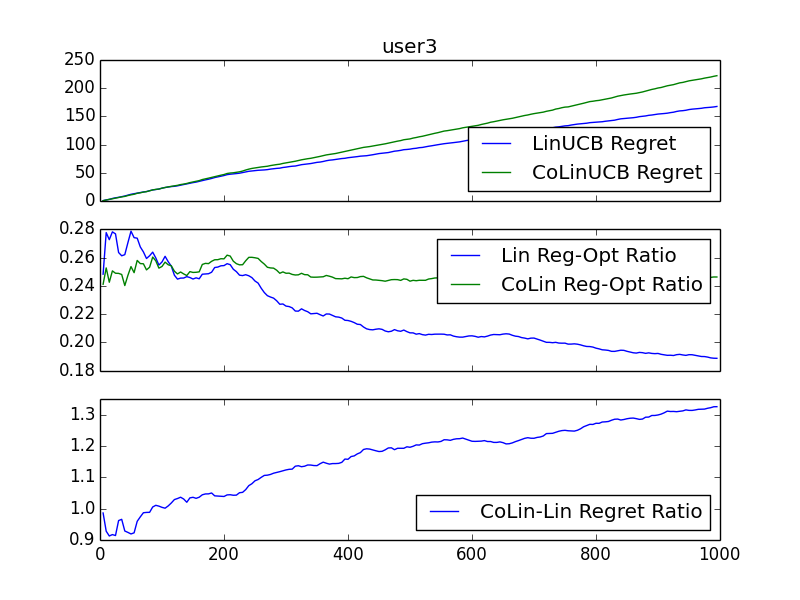 user3
250
200
150
100
50
0
LinUCB Regret
CoLinUCB Regret
0.28
0.26
0.24
0.22
0.20
0.18
Lin Reg-Opt Ratio
CoLin Reg-Opt Ratio
1.3
1.2
1.1
1.0
0.9
CoLin-Lin Regret Ratio
0 200 400 600 800 1000